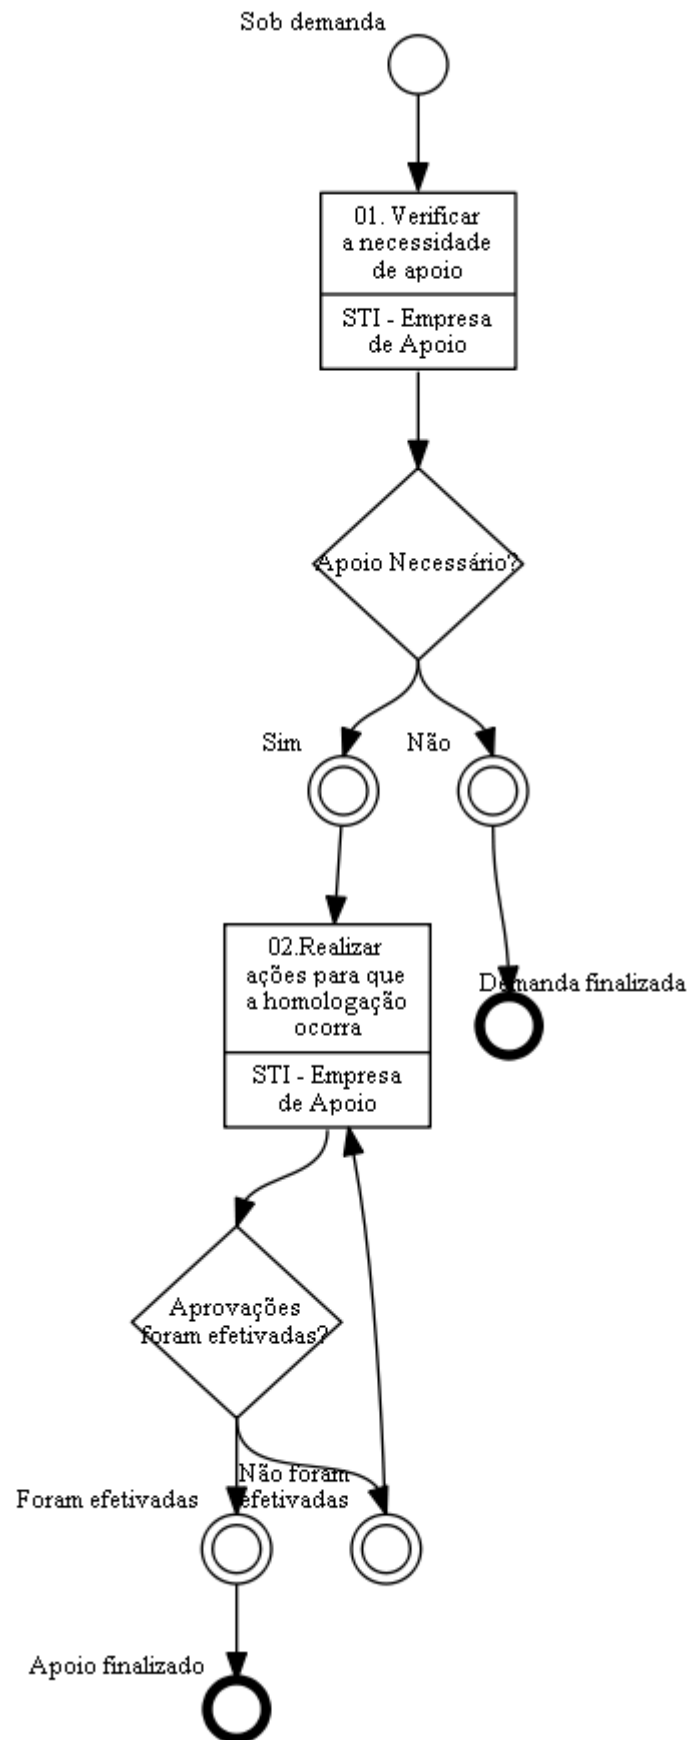 Sob demanda
01. Verificar
a necessidade
de apoio
STI - Empresa
de Apoio
Apoio Necessário?
Sim
Não
02.Realizar
ações para que
a homologação
ocorra
STI - Empresa
de Apoio
Demanda finalizada
Aprovações
foram efetivadas?
Foram efetivadas
Não foram
efetivadas
Apoio finalizado